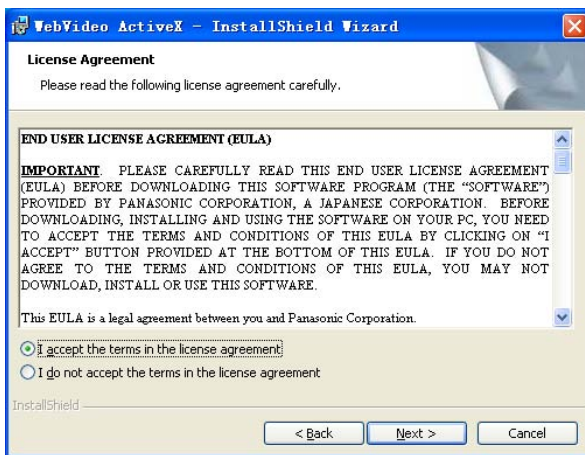 WebVideo ActiveX - InstallShield Wizard
License Agreement
Please read the following license agreement carefully.
END USER LICENSE AGREEMENT (EULA)
IMPORTANT. PLEASE CAREFULLY READ THIS END USER LICENSE AGREEMENT
(EULA) BEFORE DOWNLOADING THIS SOFTWARE PROGRAM (THE “SOFTWARE”)
PROVIDED BY PANASONIC CORPORATION, A JAPANESE CORPORATION. BEFORE
DOWNLOADING, INSTALLING AND USING THE SOFTWARE ON YOUR PC, YOU NEED
TO ACCEPT THE TERMS AND CONDITIONS OF THIS EULA BY CLICKING ON “I
ACCEPT” BUTTON PROVIDED AT THE BOTTOM OF THIS EULA. IF YOU DO NOT
AGREE TO THE TERMS AND CONDITIONS OF THIS EULA, YOU MAY NOT
DOWNLOAD, INSTALL OR USE THIS SOFTWARE.
This EULA is a legal agreement between you and Panasonic Corporation.
I accept the terms in the license agreement
I do not accept the terms in the license agreement
InstallShield
< Back Next > Cancel